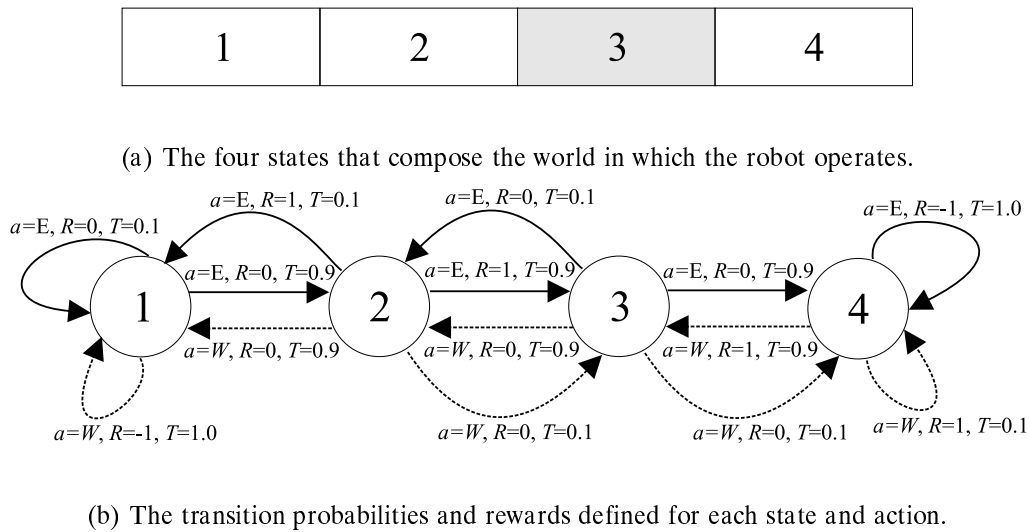 1 2 3 4
(a) The four states that compose the world in which the robot operates.
a=E, R=1, T=0.1 a=E, R=0, T=0.1 a=E, R=-1, T=1.0
a=E, R=0, T=0.1
a=E, R=0, T=0.9 a=E, R=1, T=0.9 a=E, R=0, T=0.9
1 2 3 4
a=W, R=0, T=0.9 a=W, R=0, T=0.9 a=W, R=1, T=0.9
a=W, R=-1, T=1.0 a=W, R=0, T=0.1 a=W, R=0, T=0.1 a=W, R=1, T=0.1
(b) The transition probabilities and rewards defined for each state and action.